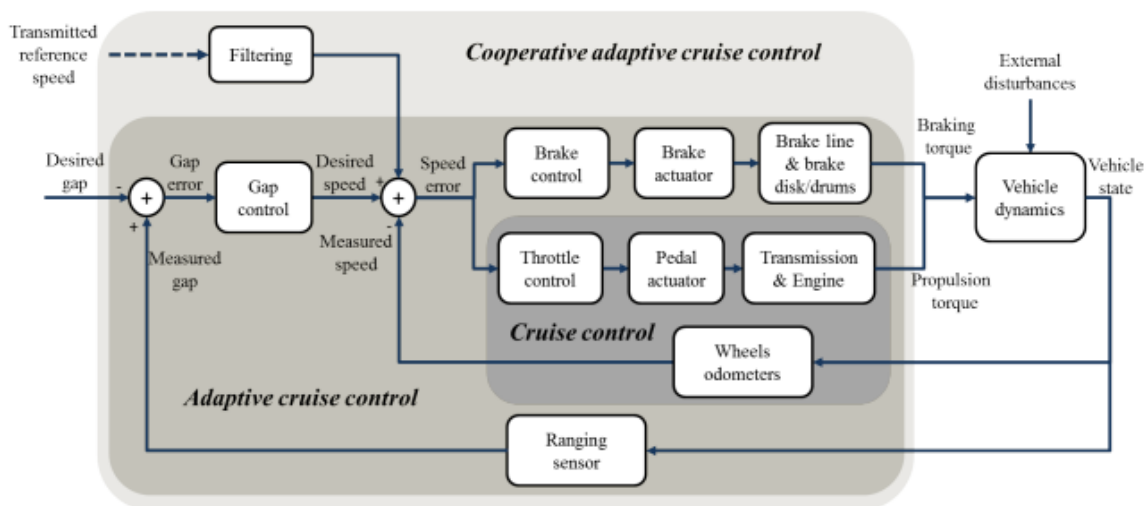 Transmitted
reference
speed
Filtering
Cooperative adaptive cruise control
External
disturbances
Desired
gap
-
+
+
Gap
error
Gap
control
Desired
speed
+
+
-
Speed
error
Brake
control
Brake
actuator
Brake line
& brake
disk/drums
Braking
torque
Vehicle
dynamics
Vehicle
state
Measured
gap
Measured
speed
Throttle
control
Pedal
actuator
Transmission
& Engine
Propulsion
torque
Cruise control
Wheels
odometers
Adaptive cruise control
Ranging
sensor